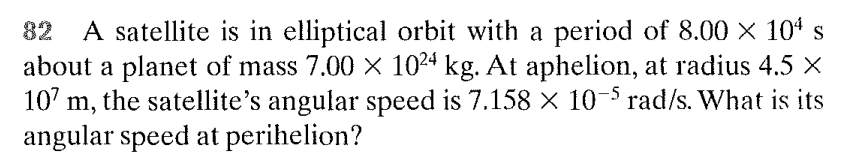 82 A satellite is in elliptical orbit with a period of 8.00 × 10⁴ s
about a planet of mass 7.00 × 10²⁴ kg. At aphelion, at radius 4.5 ×
10⁷ m, the satellite's angular speed is 7.158 × 10⁻⁵ rad/s. What is its
angular speed at perihelion?